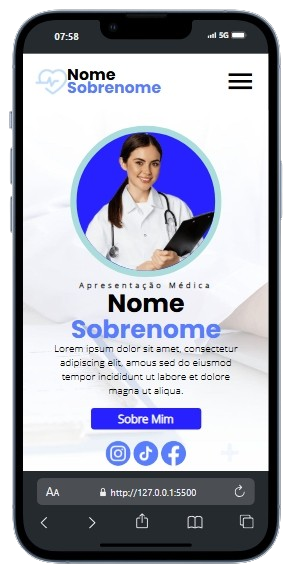 07:58
5G
Nome
Sobrenome
Apresentação Médica
Nome
Sobrenome
Lorem ipsum dolor sit amet, consectetur
adipiscing elit, amous sed do eiusmod
tempor incididunt ut labore et dolore
magna ut aliqua.
Sobre Mim
AA
http://127.0.0.1:5500